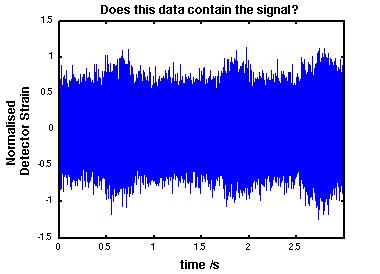 Does this data contain the signal?
1.5
1
0.5
0
-0.5
-1
-1.5
Normalised
Detector Strain
0 0.5 1 1.5 2 2.5
time /s